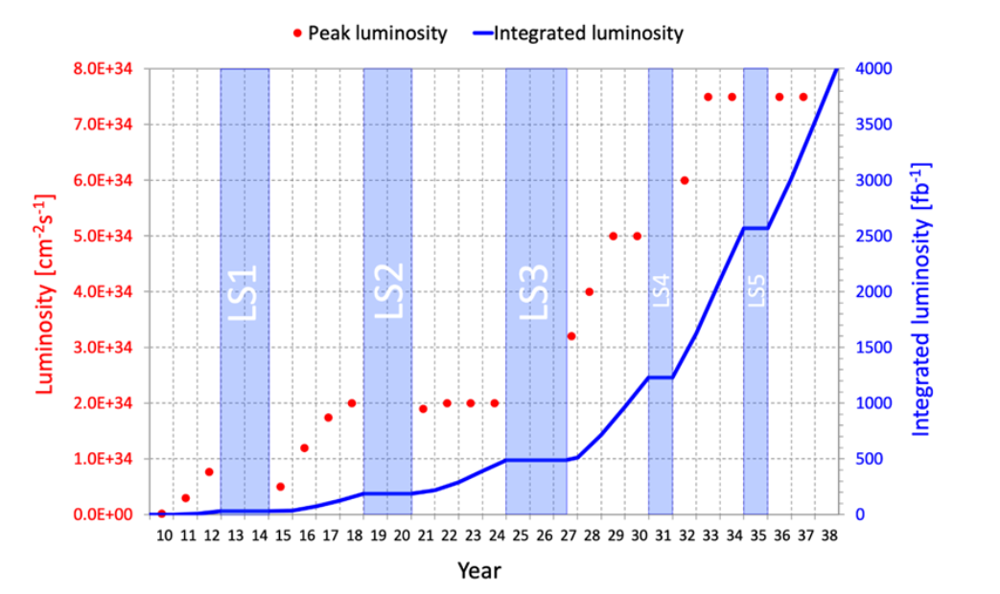 Peak luminosity Integrated luminosity
8.0E+34
7.0E+34
6.0E+34
5.0E+34
4.0E+34
3.0E+34
2.0E+34
1.0E+34
0.0E+00
Luminosity [cm⁻²s⁻¹]
LS1
LS2
LS3
LS4
LS5
4000
3500
3000
2500
2000
1500
1000
500
0
Integrated luminosity [fb⁻¹]
10 11 12 13 14 15 16 17 18 19 20 21 22 23 24 25 26 27 28 29 30 31 32 33 34 35 36 37 38
Year